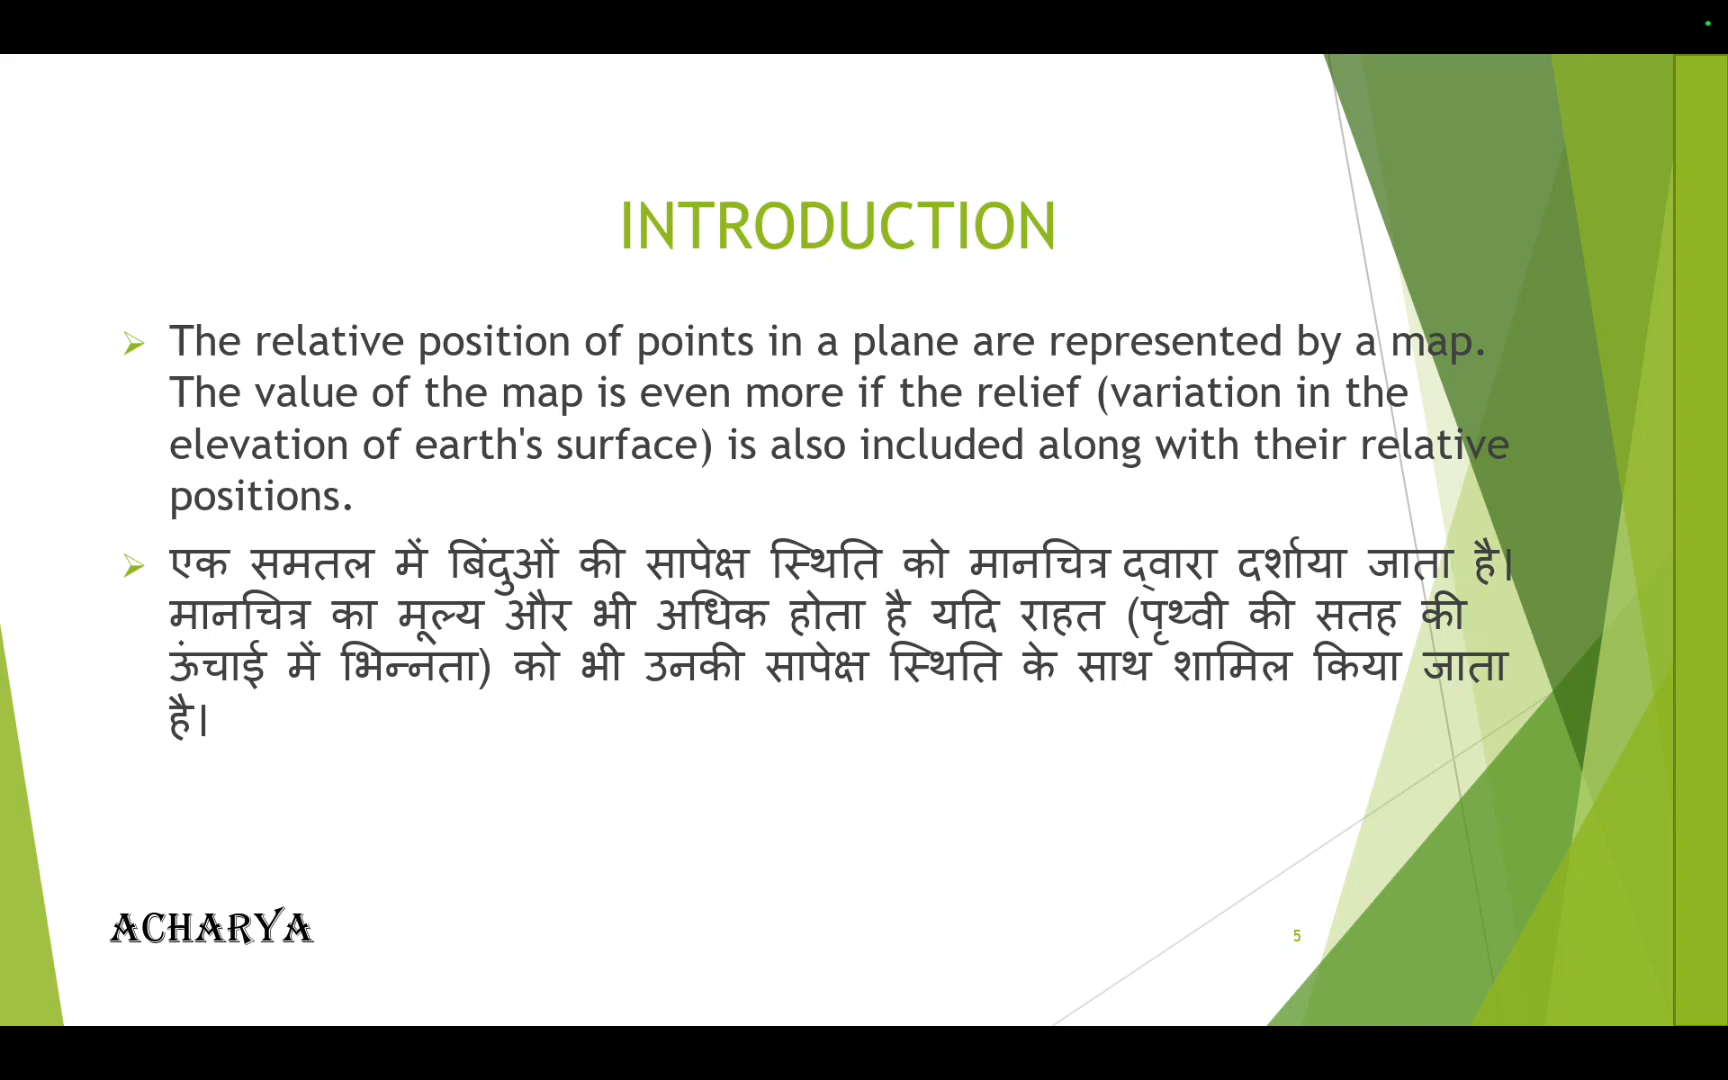 INTRODUCTION
The relative position of points in a plane are represented by a map.
The value of the map is even more if the relief (variation in the
elevation of earth's surface) is also included along with their relative
positions.
एक समतल में बिंदुओं की सापेक्ष स्थिति को मानचित्र द्वारा दर्शाया जाता है।
मानचित्र का मूल्य और भी अधिक होता है यदि राहत (पृथ्वी की सतह की
ऊंचाई में भिन्नता) को भी उनकी सापेक्ष स्थिति के साथ शामिल किया जाता
है।
ACHARYA
5